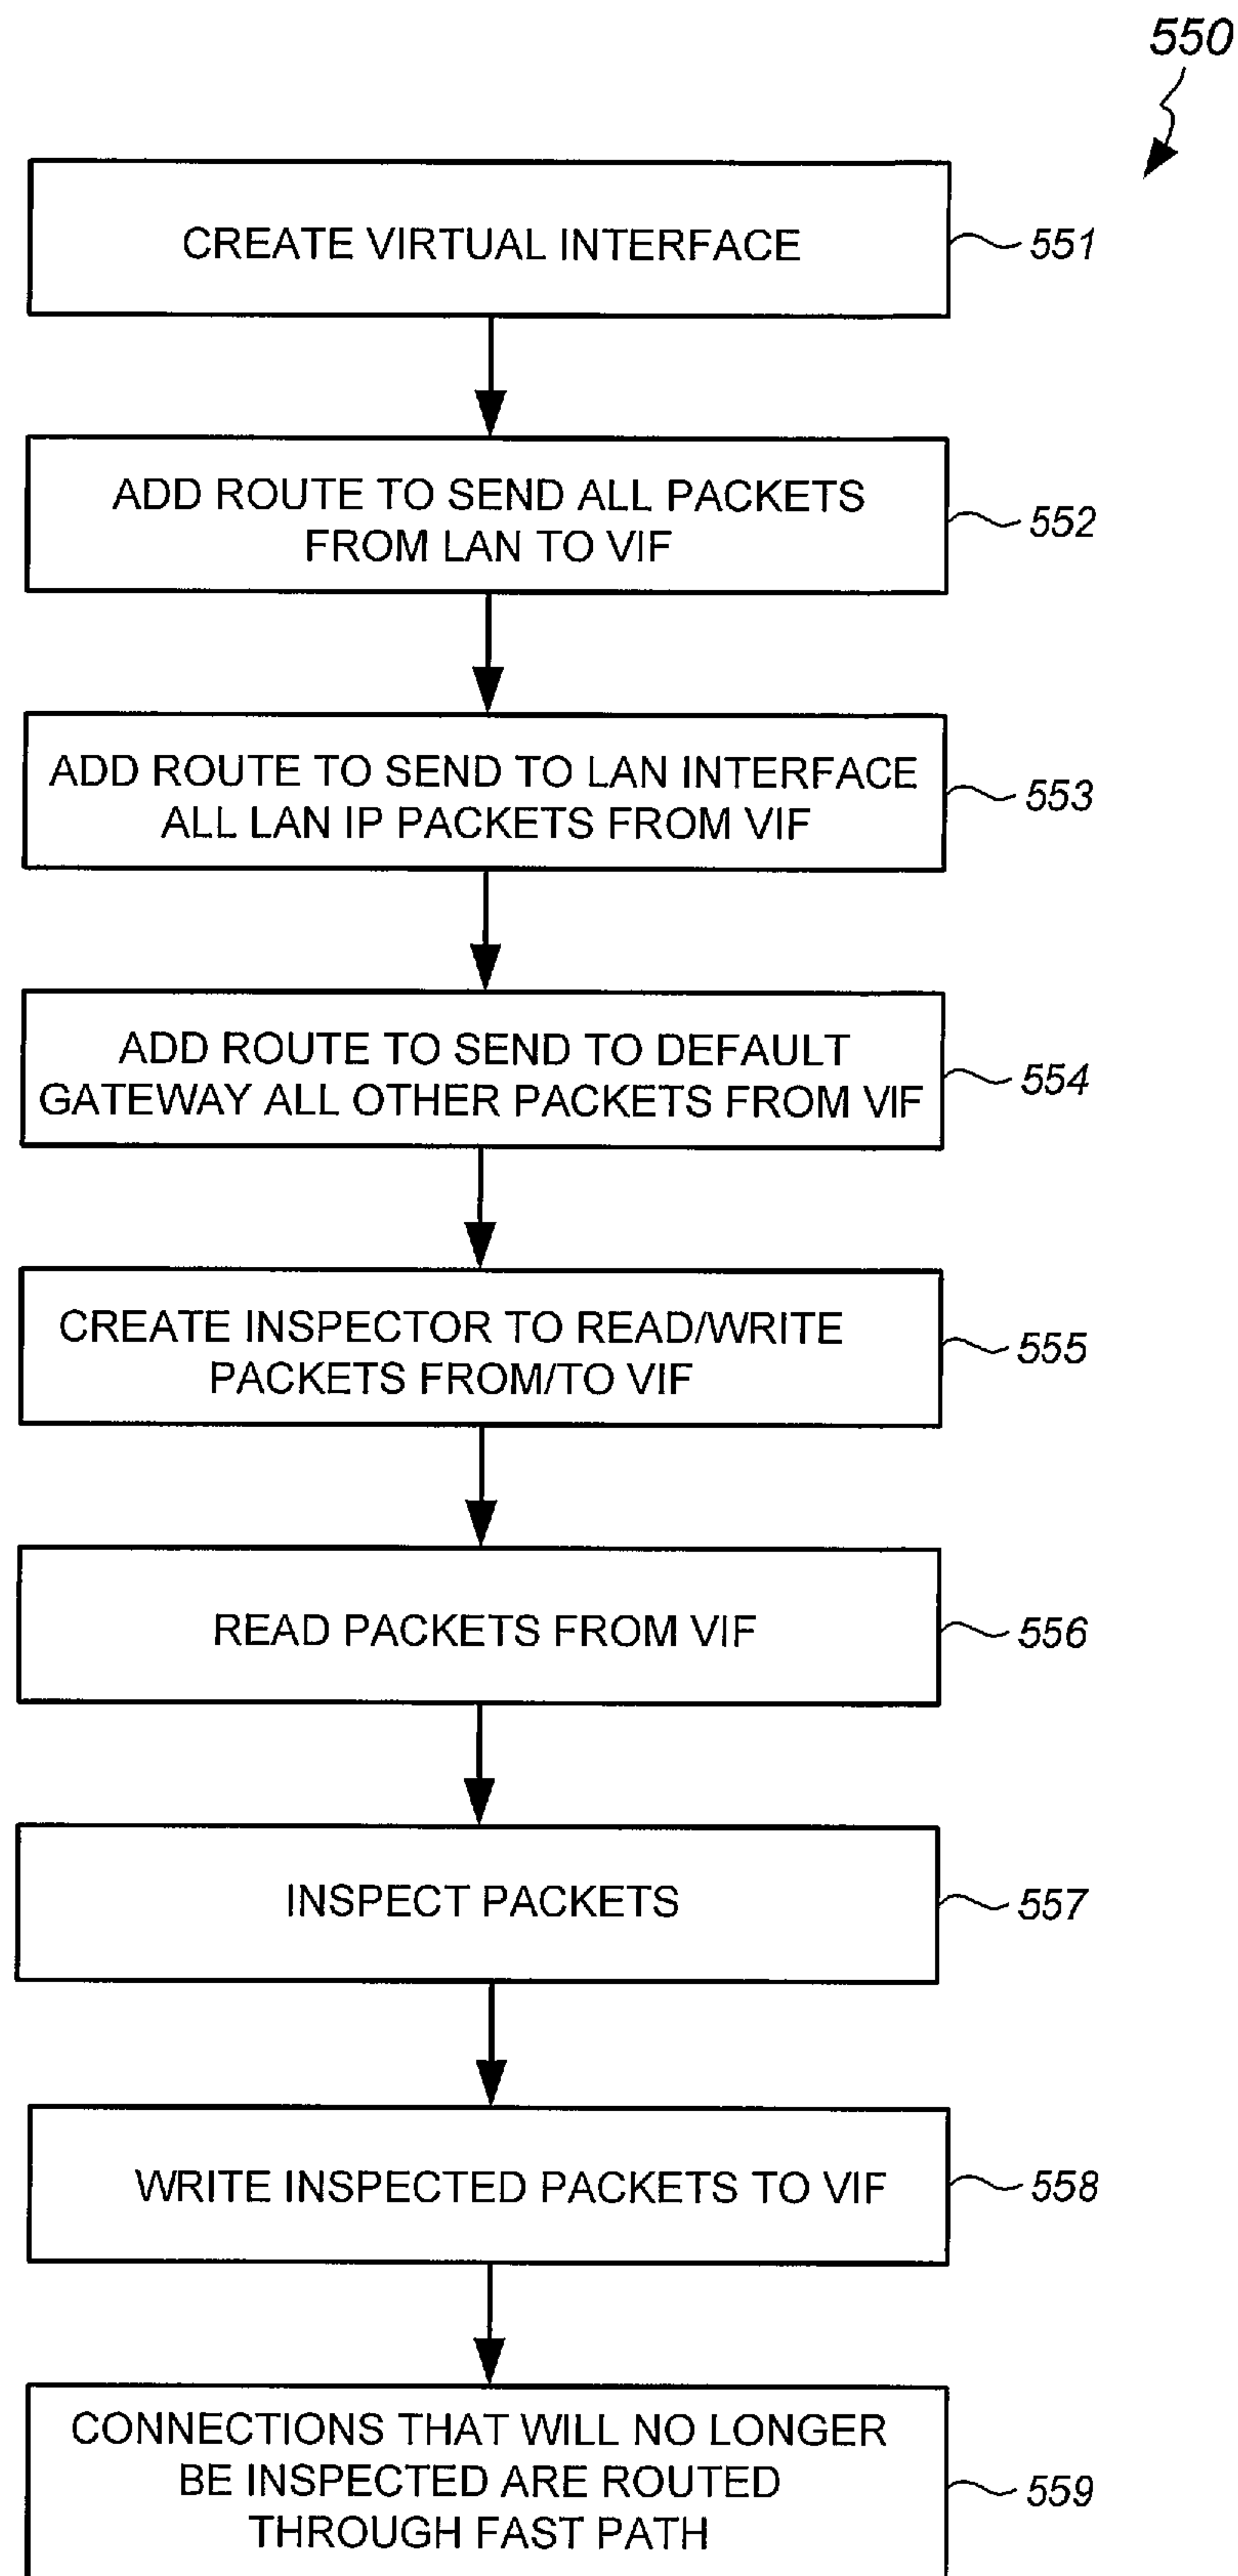 550
CREATE VIRTUAL INTERFACE
551
ADD ROUTE TO SEND ALL PACKETS
FROM LAN TO VIF
552
ADD ROUTE TO SEND TO LAN INTERFACE
ALL LAN IP PACKETS FROM VIF
553
ADD ROUTE TO SEND TO DEFAULT
GATEWAY ALL OTHER PACKETS FROM VIF
554
CREATE INSPECTOR TO READ/WRITE
PACKETS FROM/TO VIF
555
READ PACKETS FROM VIF
556
INSPECT PACKETS
557
WRITE INSPECTED PACKETS TO VIF
558
CONNECTIONS THAT WILL NO LONGER
BE INSPECTED ARE ROUTED
THROUGH FAST PATH
559